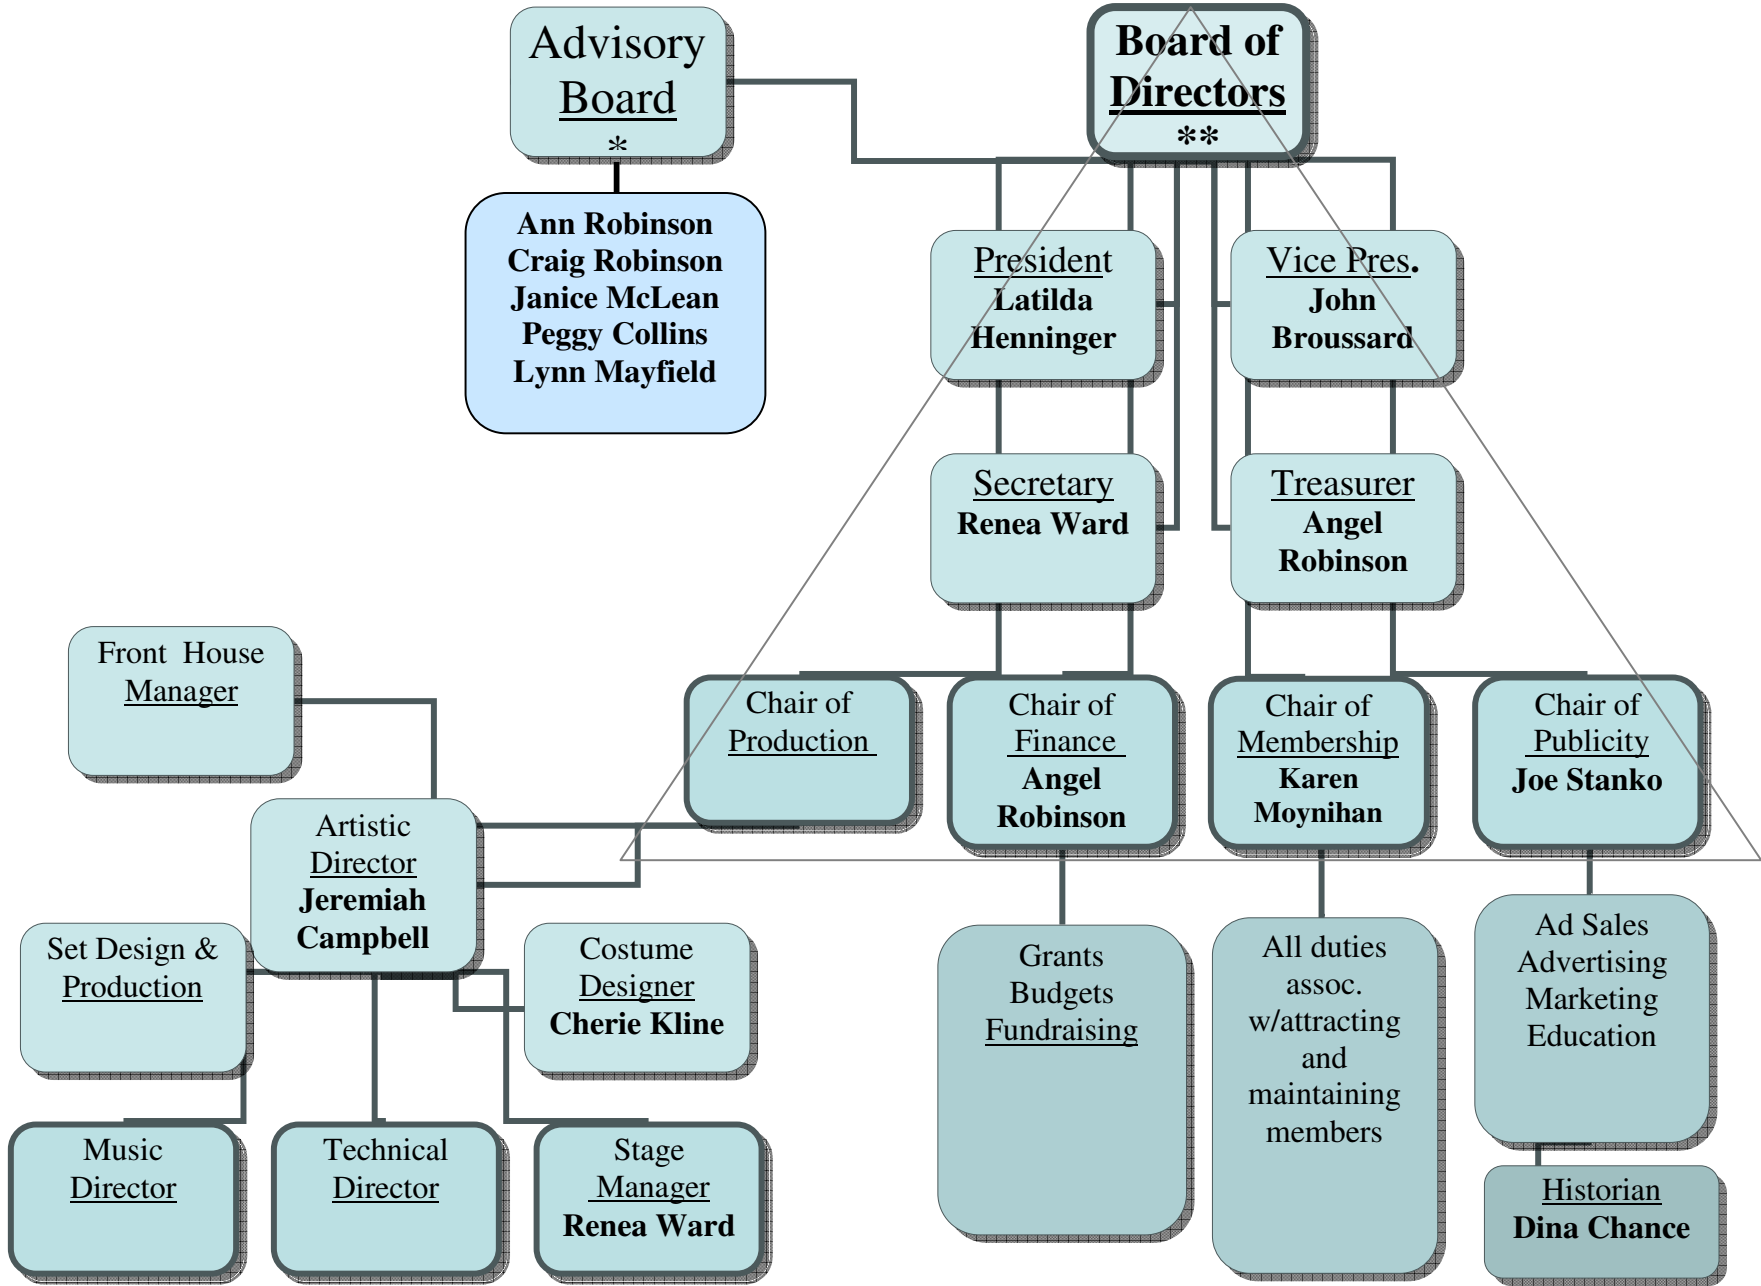 Advisory
Board
*
Board of
Directors
**
Ann Robinson
Craig Robinson
Janice McLean
Peggy Collins
Lynn Mayfield
President
Latilda
Henninger
Vice Pres.
John
Broussard
Secretary
Renea Ward
Treasurer
Angel
Robinson
Front House
Manager
Chair of
Production
Chair of
Finance
Angel
Robinson
Chair of
Membership
Karen
Moynihan
Chair of
Publicity
Joe Stanko
Artistic
Director
Jeremiah
Campbell
Set Design &
Production
Costume
Designer
Cherie Kline
Grants
Budgets
Fundraising
All duties
assoc.
w/attracting
and
maintaining
members
Ad Sales
Advertising
Marketing
Education
Music
Director
Technical
Director
Stage
Manager
Renea Ward
Historian
Dina Chance